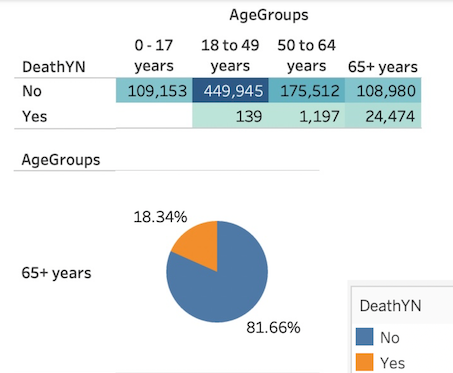 AgeGroups
0 - 17 years 18 to 49 years 50 to 64 years 65+ years
DeathYN
No 109,153 449,945 175,512 108,980
Yes 139 1,197 24,474
AgeGroups
18.34%
65+ years
81.66%
DeathYN
No
Yes